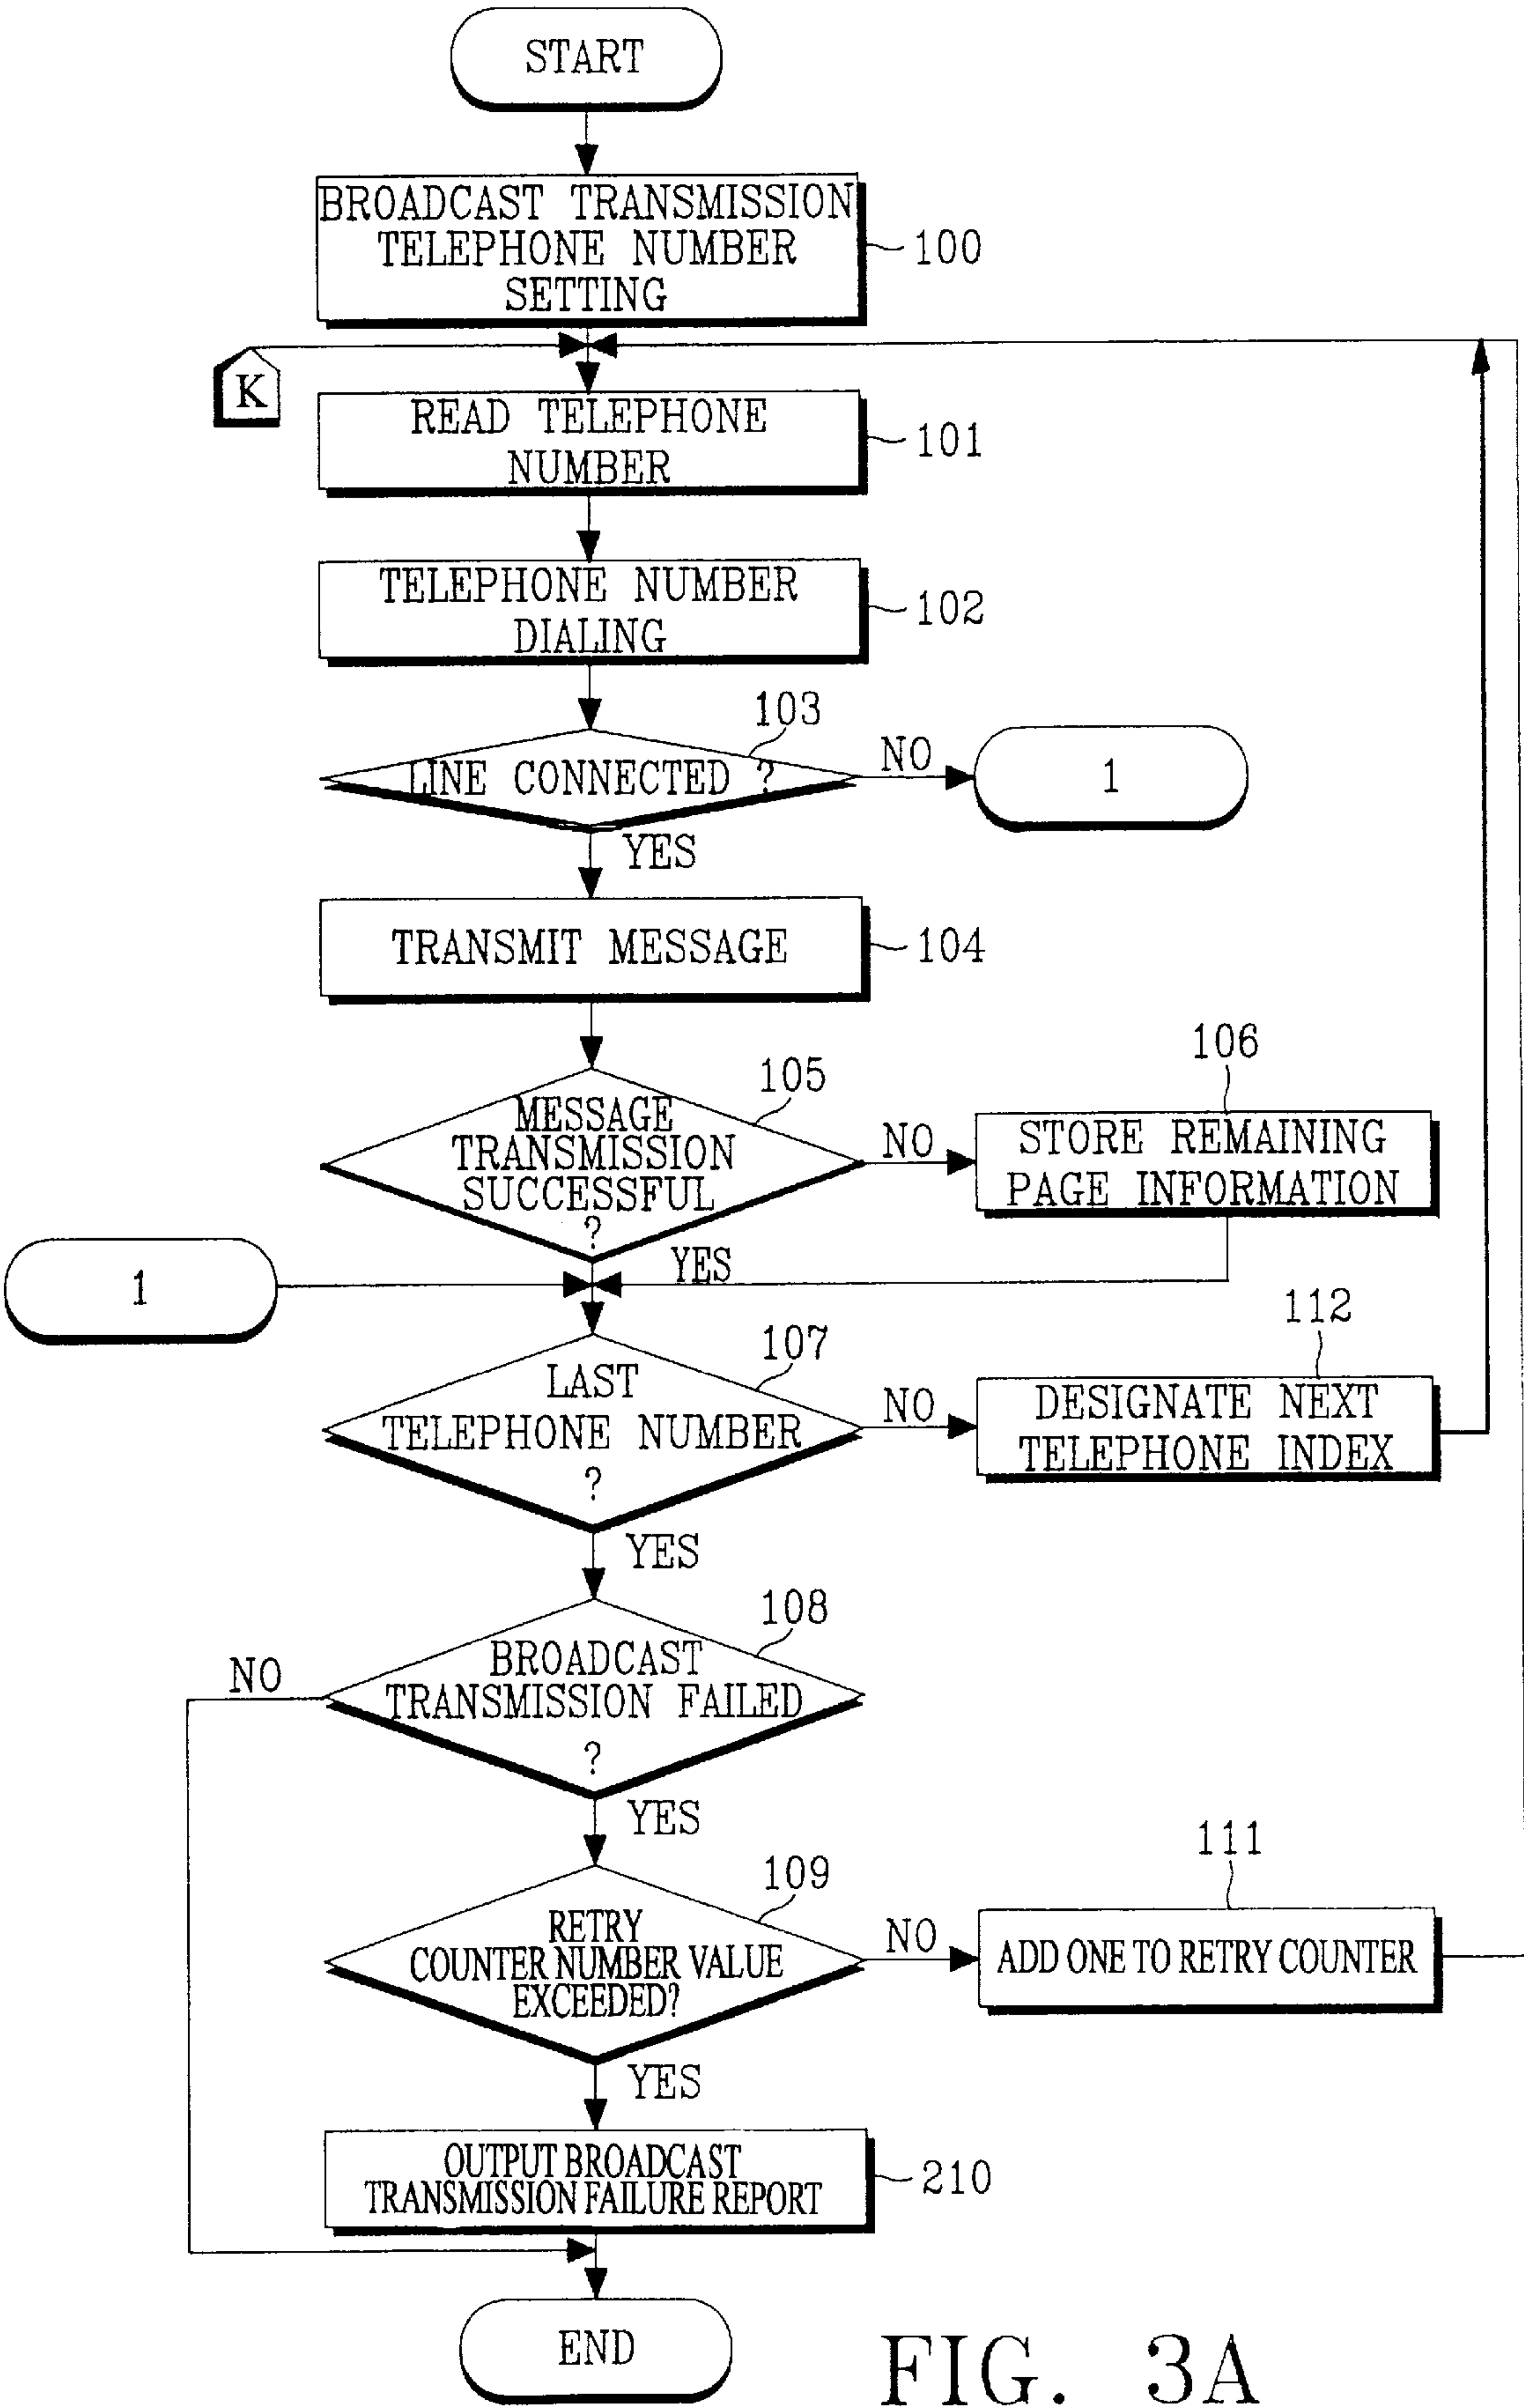 START
BROADCAST TRANSMISSION
TELEPHONE NUMBER
SETTING
100
K
READ TELEPHONE
NUMBER
101
TELEPHONE NUMBER
DIALING
102
103
LINE CONNECTED ?
NO
1
YES
TRANSMIT MESSAGE
104
105
MESSAGE
TRANSMISSION
SUCCESSFUL
?
NO
106
STORE REMAINING
PAGE INFORMATION
YES
1
107
LAST
TELEPHONE NUMBER
?
NO
112
DESIGNATE NEXT
TELEPHONE INDEX
YES
108
BROADCAST
TRANSMISSION FAILED
?
NO
YES
109
RETRY
COUNTER NUMBER VALUE
EXCEEDED?
NO
111
ADD ONE TO RETRY COUNTER
YES
OUTPUT BROADCAST
TRANSMISSION FAILURE REPORT
210
END
FIG. 3A